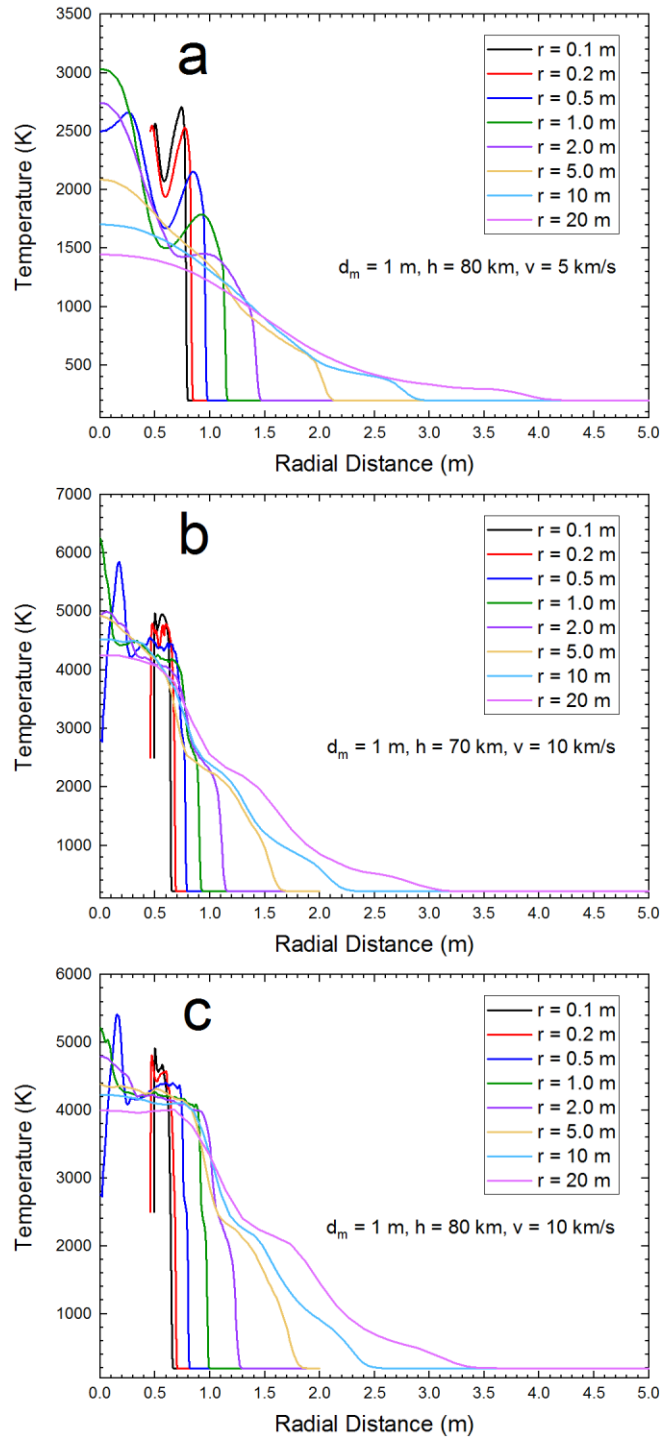 a
3500
3000
2500
2000
1500
1000
500
Temperature (K)
r = 0.1 m
r = 0.2 m
r = 0.5 m
r = 1.0 m
r = 2.0 m
r = 5.0 m
r = 10 m
r = 20 m
dₘ = 1 m, h = 80 km, v = 5 km/s
0.0 0.5 1.0 1.5 2.0 2.5 3.0 3.5 4.0 4.5 5.0
Radial Distance (m)
b
7000
6000
5000
4000
3000
2000
1000
Temperature (K)
r = 0.1 m
r = 0.2 m
r = 0.5 m
r = 1.0 m
r = 2.0 m
r = 5.0 m
r = 10 m
r = 20 m
dₘ = 1 m, h = 70 km, v = 10 km/s
0.0 0.5 1.0 1.5 2.0 2.5 3.0 3.5 4.0 4.5 5.0
Radial Distance (m)
c
6000
5000
4000
3000
2000
1000
Temperature (K)
r = 0.1 m
r = 0.2 m
r = 0.5 m
r = 1.0 m
r = 2.0 m
r = 5.0 m
r = 10 m
r = 20 m
dₘ = 1 m, h = 80 km, v = 10 km/s
0.0 0.5 1.0 1.5 2.0 2.5 3.0 3.5 4.0 4.5 5.0
Radial Distance (m)